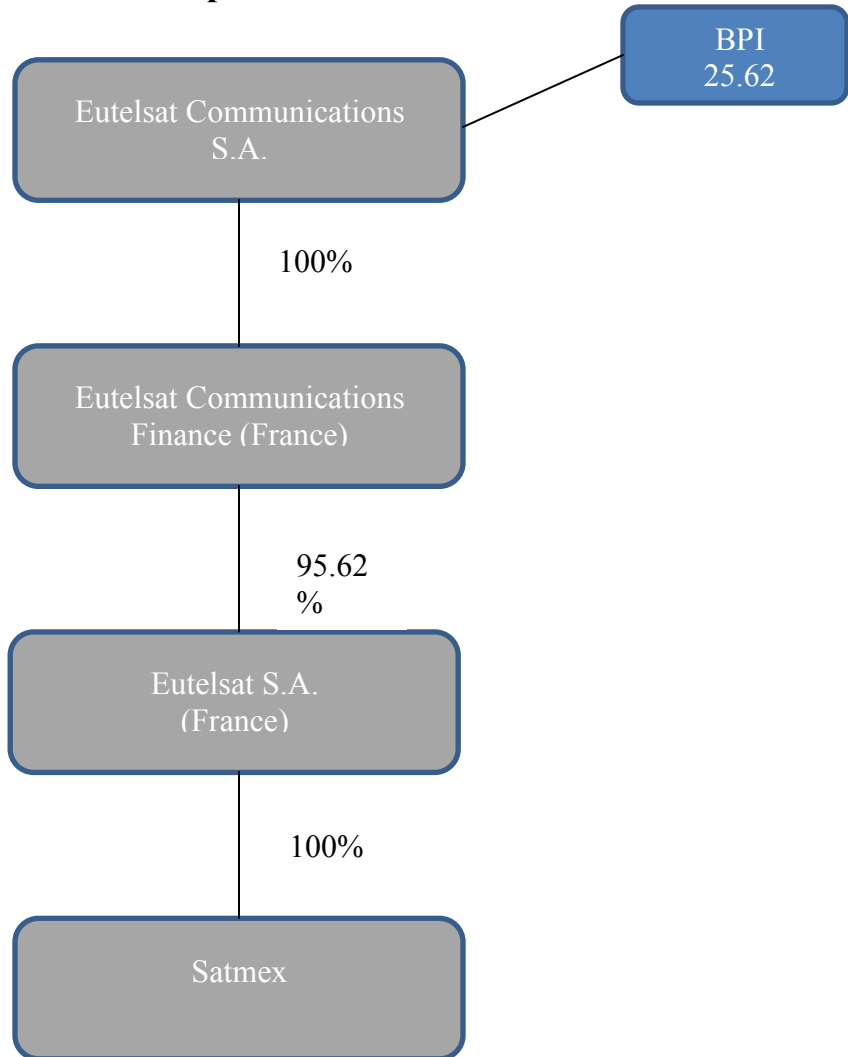 BPI
25.62
Eutelsat Communications
S.A.
100%
Eutelsat Communications
Finance (France)
95.62
%
Eutelsat S.A.
(France)
100%
Satmex